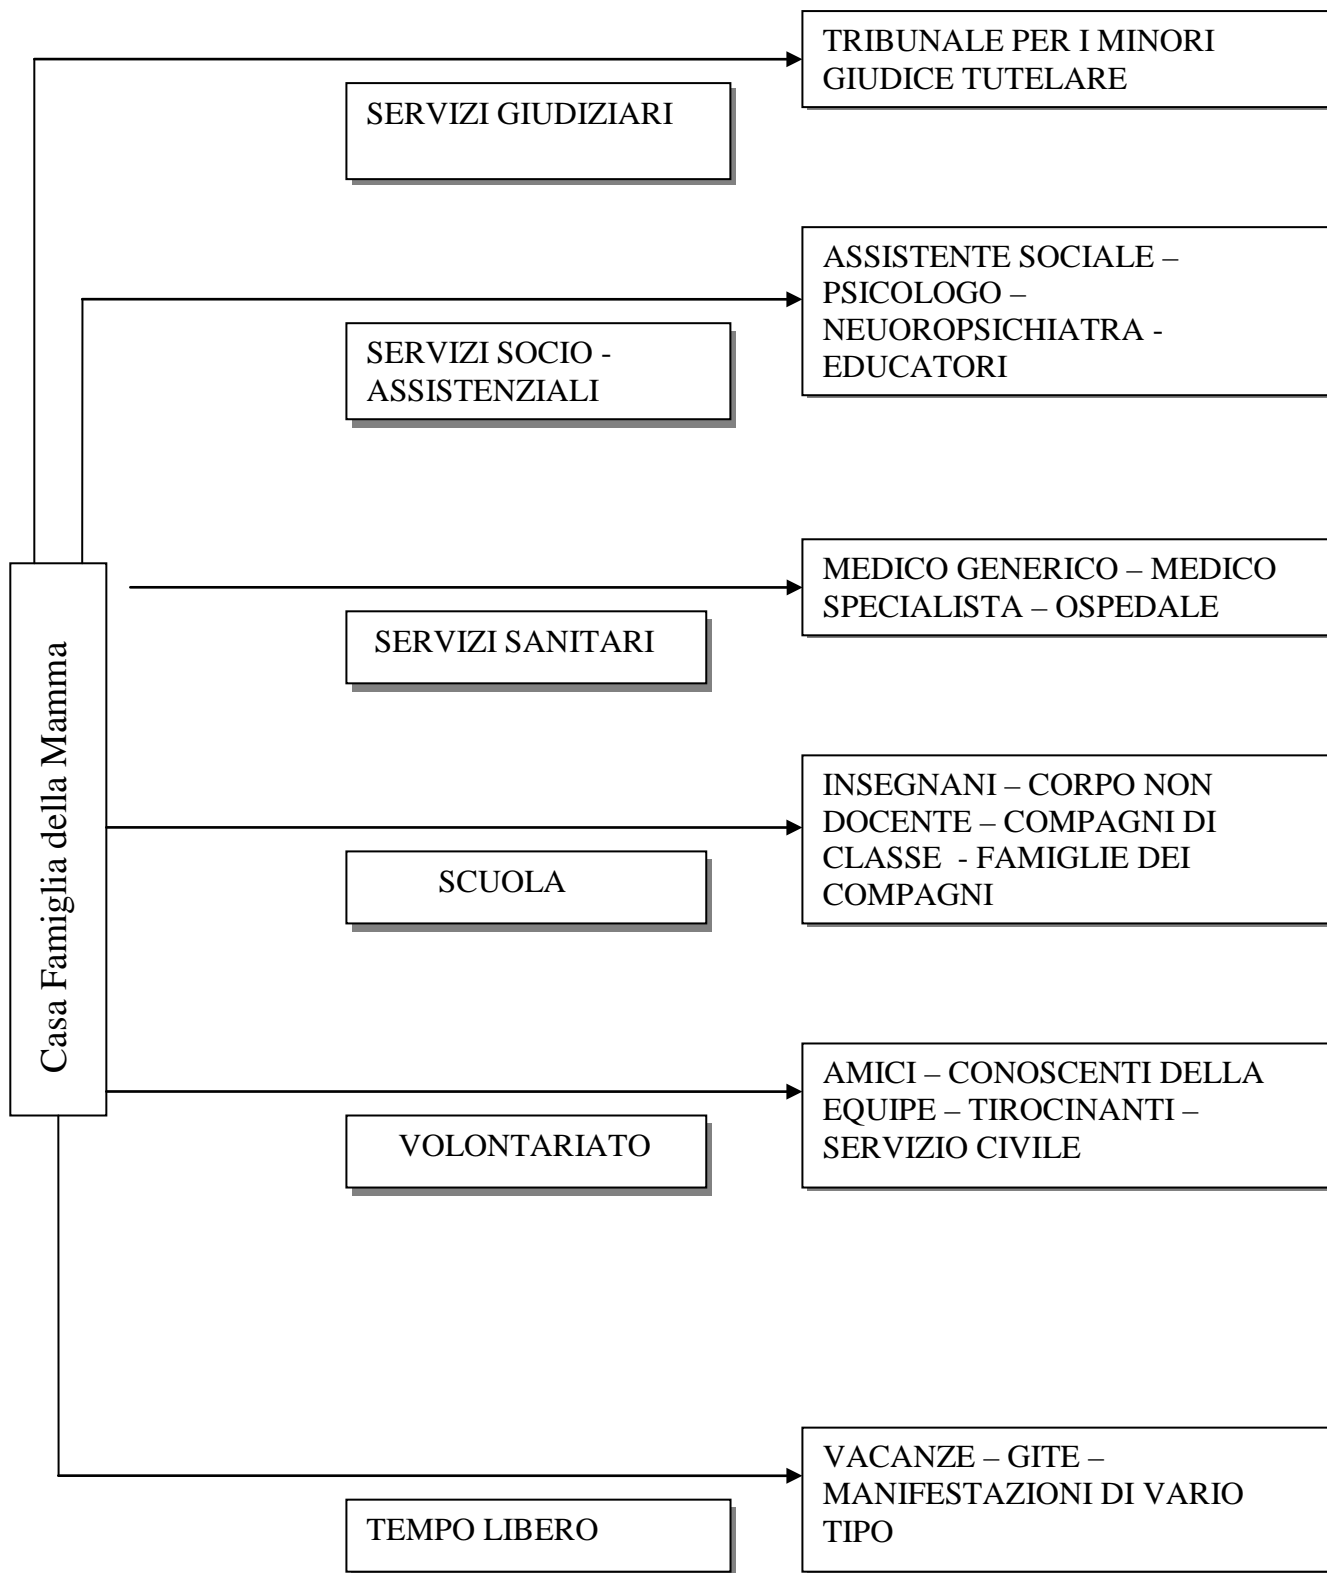 TRIBUNALE PER I MINORI
GIUDICE TUTELARE
SERVIZI GIUDIZIARI
ASSISTENTE SOCIALE –
PSICOLOGO –
NEUOROPSICHIATRA -
EDUCATORI
SERVIZI SOCIO -
ASSISTENZIALI
MEDICO GENERICO – MEDICO
SPECIALISTA – OSPEDALE
SERVIZI SANITARI
Casa Famiglia della Mamma
INSEGNANI – CORPO NON
DOCENTE – COMPAGNI DI
CLASSE - FAMIGLIE DEI
COMPAGNI
SCUOLA
AMICI – CONOSCENTI DELLA
EQUIPE – TIROCINANTI –
SERVIZIO CIVILE
VOLONTARIATO
VACANZE – GITE –
MANIFESTAZIONI DI VARIO
TIPO
TEMPO LIBERO